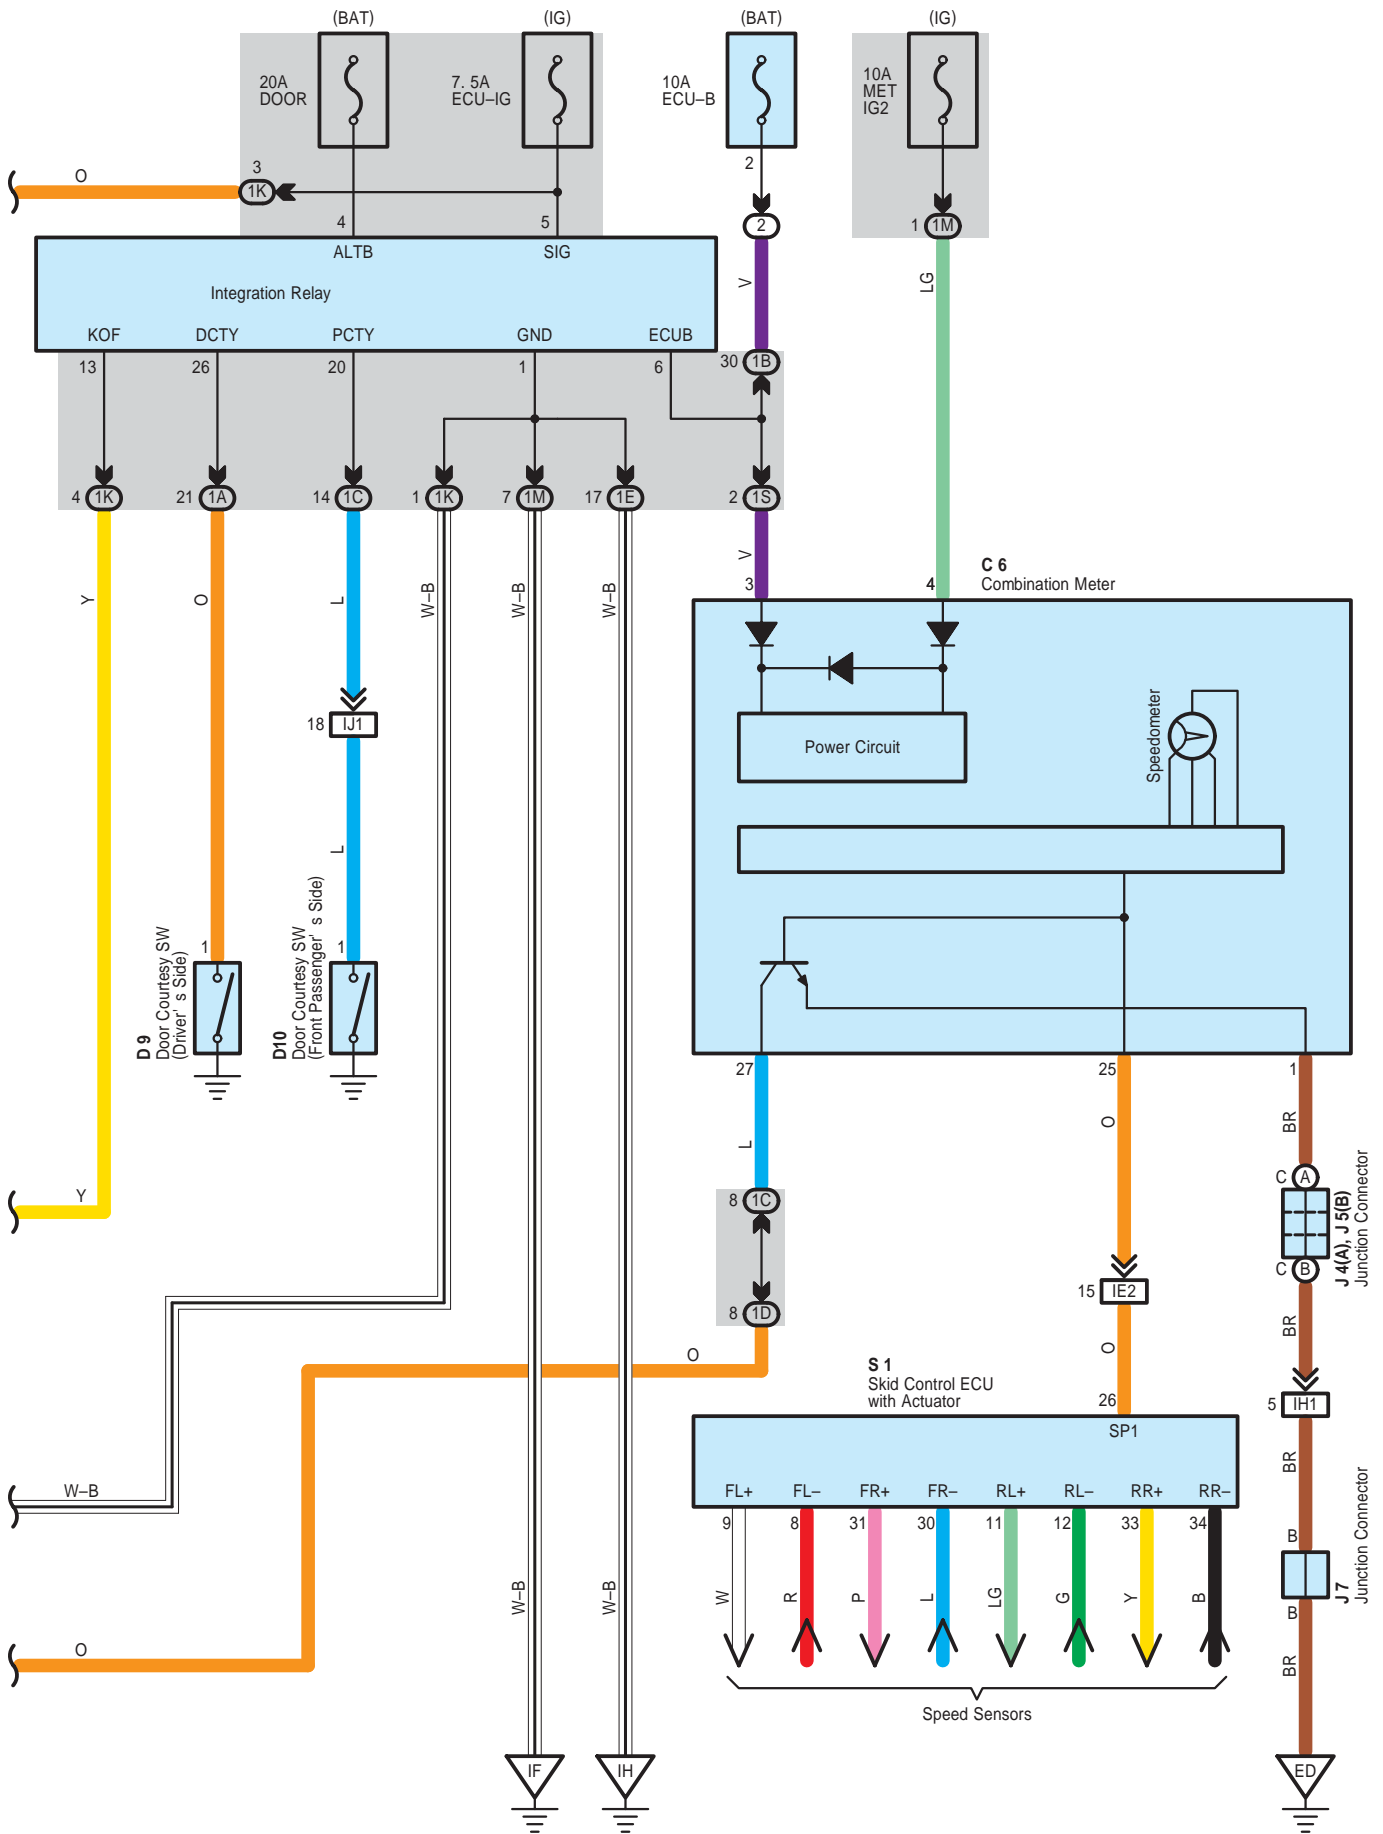 (BAT)
(IG)
(BAT)
(IG)
20A
DOOR
7. 5A
ECU–IG
10A
ECU–B
10A
MET
IG2
2
O
3
1K
4
5
2
1 1M
ALTB
SIG
Integration Relay
V
LG
KOF
DCTY
PCTY
GND
ECUB
13
26
20
1
6
30 1B
4 1K
21 1A
14 1C
1 1K
7 1M
17 1E
2 1S
Y
O
L
W–B
W–B
W–B
V
3
4
C 6
Combination Meter
18 IJ1
Power Circuit
Speedometer
L
1
D 9
Door Courtesy SW
(Driver' s Side)
1
D10
Door Courtesy SW
(Front Passenger' s Side)
27
25
1
L
O
BR
Y
8 1C
C A
J 4(A), J 5(B)
Junction Connector
C B
15 IE2
8 1D
BR
O
O
S 1
Skid Control ECU
with Actuator
26
5 IH1
SP1
BR
W–B
FL+
FL–
FR+
FR–
RL+
RL–
RR+
RR–
9
8
31
30
11
12
33
34
B
J 7
Junction Connector
B
W–B
W–B
W
R
P
L
LG
G
Y
B
O
BR
Speed Sensors
IF
IH
ED